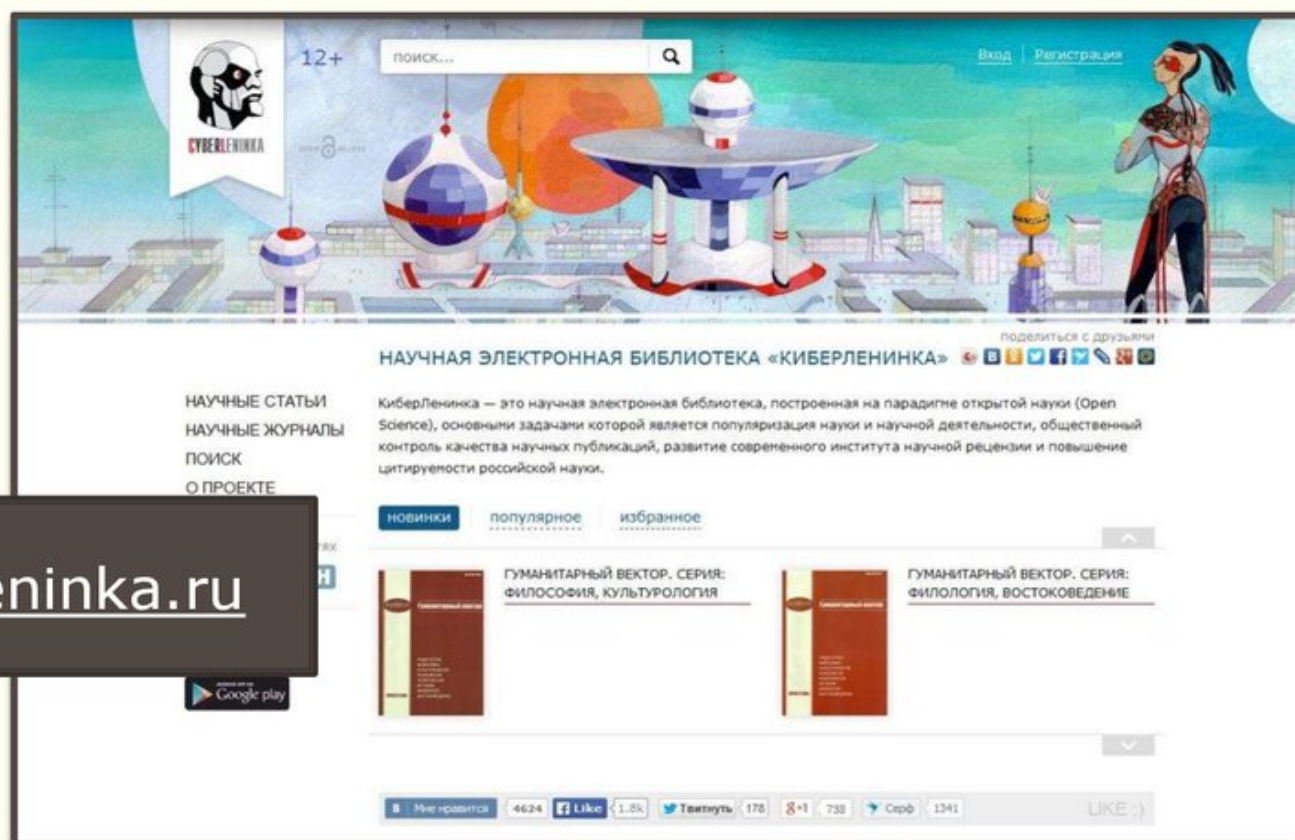 12+
поиск...
Вход | Регистрация
CYBERLENINKA
поделиться с друзьями
НАУЧНАЯ ЭЛЕКТРОННАЯ БИБЛИОТЕКА «КИБЕРЛЕНИНКА»
НАУЧНЫЕ СТАТЬИ
НАУЧНЫЕ ЖУРНАЛЫ
ПОИСК
О ПРОЕКТЕ
КиберЛенинка — это научная электронная библиотека, построенная на парадигме открытой науки (Open
Science), основными задачами которой является популяризация науки и научной деятельности, общественный
контроль качества научных публикаций, развитие современного института научной рецензии и повышение
цитируемости российской науки.
новинки популярное избранное
eninka.ru
Google play
ГУМАНИТАРНЫЙ ВЕКТОР. СЕРИЯ:
ФИЛОСОФИЯ, КУЛЬТУРОЛОГИЯ
ГУМАНИТАРНЫЙ ВЕКТОР. СЕРИЯ:
ФИЛОЛОГИЯ, ВОСТОКОВЕДЕНИЕ
В Мне нравится 4624 Like 1.8k Твитнуть 178 8+1 738 Серф 1341 LIKE ;)